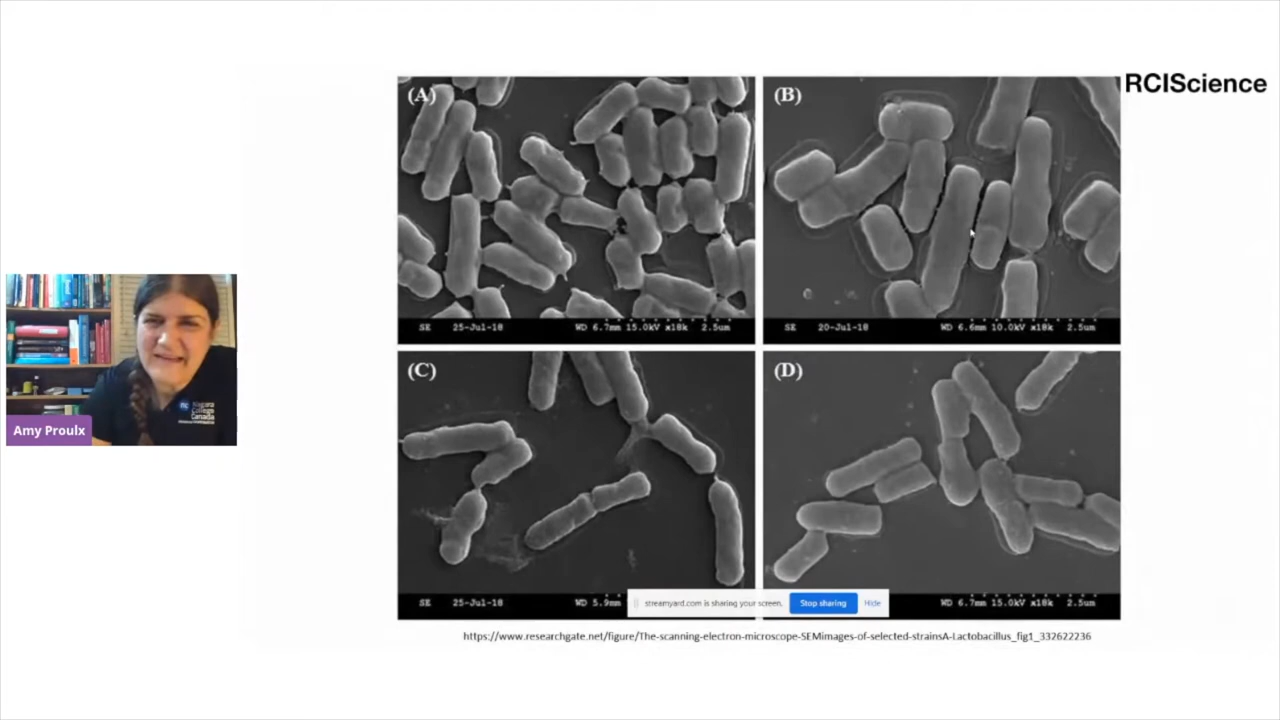 RCIScience
(A)
SE 25-Jul-18 WD 6.7mm 15.0kV x18k 2.5um
(B)
SE 20-Jul-18 WD 6.6mm 10.0kV x18k 2.5um
Niagara
College
Canada
Amy Proulx
(C)
SE 25-Jul-18 WD 5.9mm
(D)
WD 6.7mm 15.0kV x18k 2.5um
streamyard.com is sharing your screen. Stop sharing Hide
https://www.researchgate.net/figure/The-scanning-electron-microscope-SEMimages-of-selected-strainsA-Lactobacillus_fig1_332622236